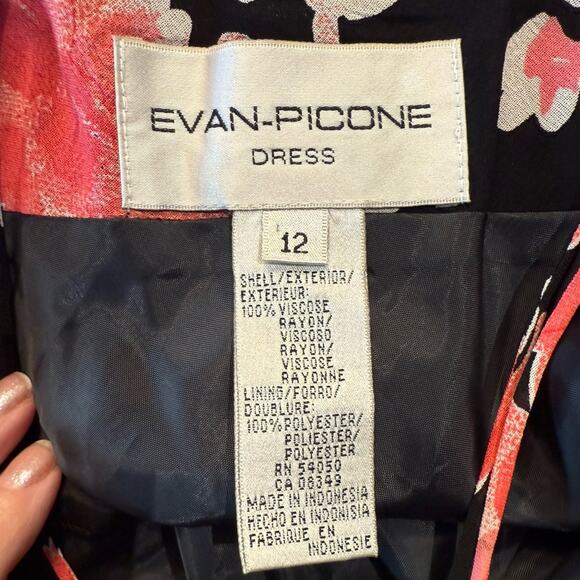 EVAN-PICONE
DRESS
12
SHELL/EXTERIOR/
EXTERIEUR:
100% VISCOSE
RAYON/
VISCOSO
RAYON/
VISCOSE
RAYONNE
LINING/FORRO/
DOUBLURE:
100%POLYESTER/
POLIESTER/
POLYESTER
RN 54050
CA 08349
MADE IN INDONESIA
HECHO EN INDONISIA
FABRIQUE EN
INDONESIE